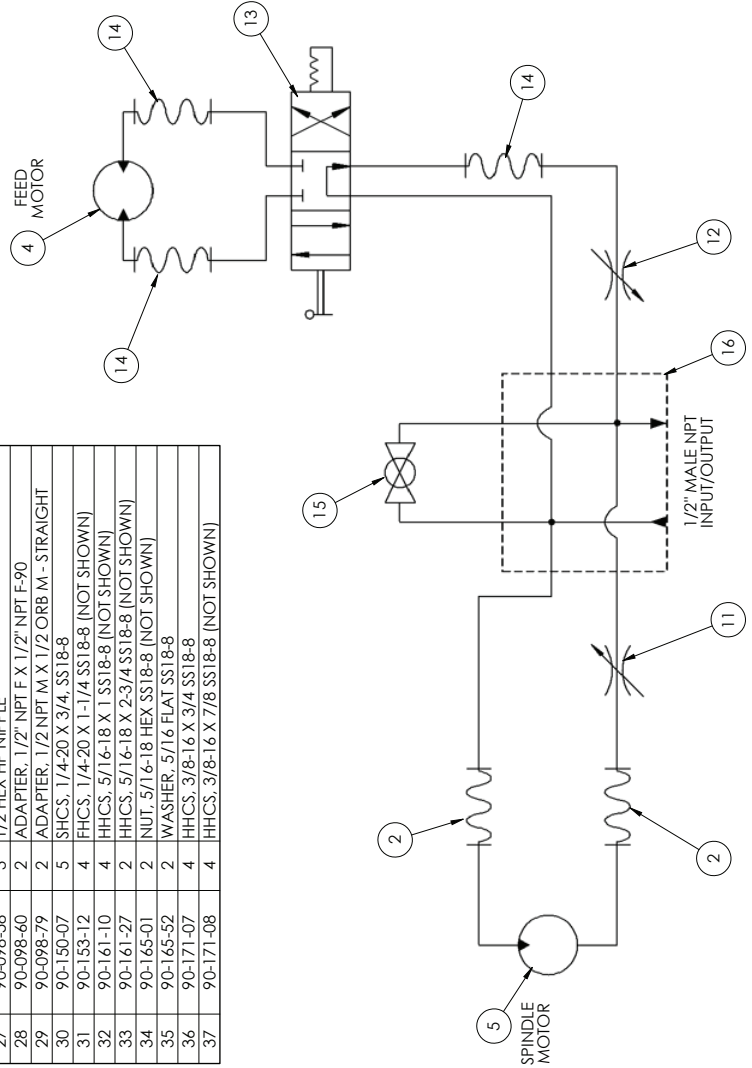 27 3 1/2 HEX HP NIPPLE
28 90-098-60 2 ADAPTER, 1/2" NPT F X 1/2" NPT F-90
29 90-098-79 2 ADAPTER, 1/2 NPT M X 1/2 ORB M - STRAIGHT
30 90-150-07 5 SHCS, 1/4-20 X 3/4, SS18-8
31 90-153-12 4 FHCS, 1/4-20 X 1-1/4 SS18-8 (NOT SHOWN)
32 90-161-10 4 HHCS, 5/16-18 X 1 SS18-8 (NOT SHOWN)
33 90-161-27 2 HHCS, 5/16-18 X 2-3/4 SS18-8 (NOT SHOWN)
34 90-165-01 2 NUT, 5/16-18 HEX SS18-8 (NOT SHOWN)
35 90-165-52 2 WASHER, 5/16 FLAT SS18-8
36 90-171-07 4 HHCS, 3/8-16 X 3/4 SS18-8
37 90-171-08 4 HHCS, 3/8-16 X 7/8 SS18-8 (NOT SHOWN)
4
FEED
MOTOR
14
13
14
14
15
12
16
1/2" MALE NPT
INPUT/OUTPUT
11
2
2
5
SPINDLE
MOTOR